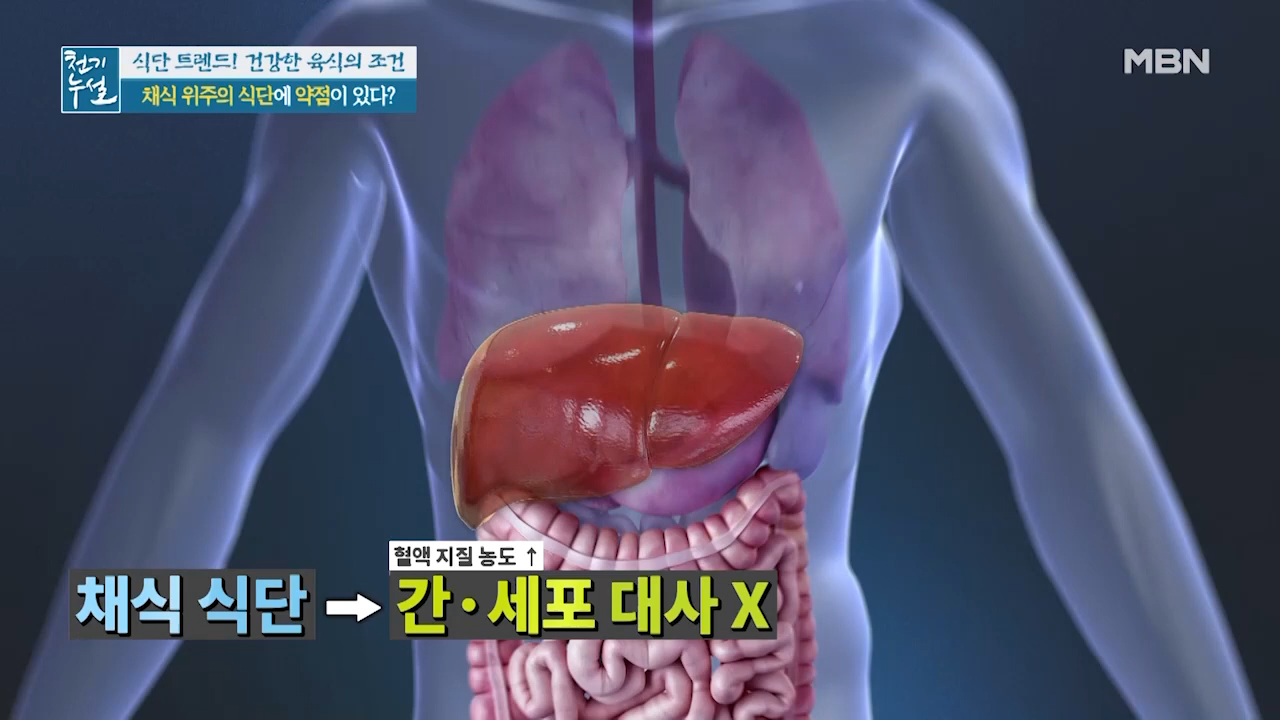 천기누설
식단 트렌드! 건강한 육식의 조건
채식 위주의 식단에 약점이 있다?
MBN
혈액 지질 농도 ↑
채식 식단 → 간·세포 대사 X